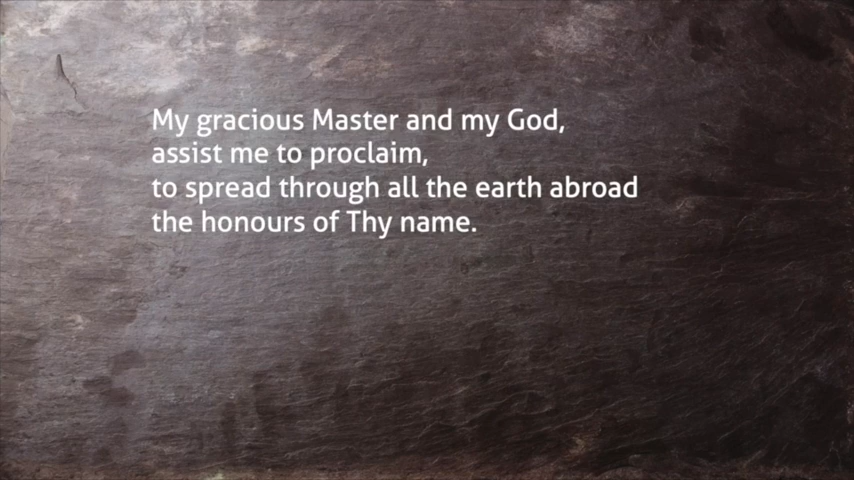 My gracious Master and my God,
assist me to proclaim,
to spread through all the earth abroad
the honours of Thy name.